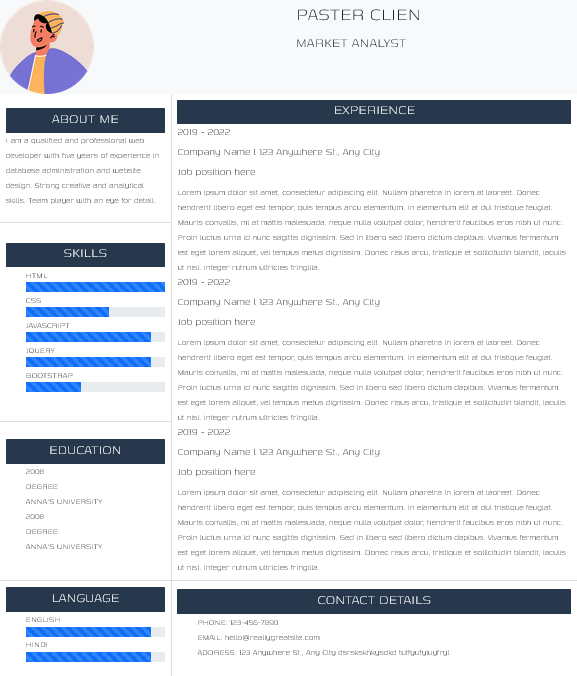 PASTER CLIEN
MARKET ANALYST
ABOUT ME
I am a qualified and professional web
developer with five years of experience in
database administration and website
design. Strong creative and analytical
skills. Team player with an eye for detail.
SKILLS
HTML
CSS
JAVASCRIPT
JQUERY
BOOTSTRAP
EDUCATION
2008
DEGREE
ANNA'S UNIVERSITY
2008
DEGREE
ANNA'S UNIVERSITY
LANGUAGE
ENGLISH
HINDI
EXPERIENCE
2019 - 2022
Company Name l 123 Anywhere St., Any City
Job position here
Lorem ipsum dolor sit amet, consectetur adipiscing elit. Nullam pharetra in lorem at laoreet. Donec
hendrerit libero eget est tempor, quis tempus arcu elementum. In elementum elit at dui tristique feugiat.
Mauris convallis, mi at mattis malesuada, neque nulla volutpat dolor, hendrerit faucibus eros nibh ut nunc.
Proin luctus urna id nunc sagittis dignissim. Sed in libero sed libero dictum dapibus. Vivamus fermentum
est eget lorem aliquet, vel tempus metus dignissim. Donec risus arcu, tristique et sollicitudin blandit, iaculis
ut nisl. Integer rutrum ultricies fringilla.
2019 - 2022
Company Name l 123 Anywhere St., Any City
Job position here
Lorem ipsum dolor sit amet, consectetur adipiscing elit. Nullam pharetra in lorem at laoreet. Donec
hendrerit libero eget est tempor, quis tempus arcu elementum. In elementum elit at dui tristique feugiat.
Mauris convallis, mi at mattis malesuada, neque nulla volutpat dolor, hendrerit faucibus eros nibh ut nunc.
Proin luctus urna id nunc sagittis dignissim. Sed in libero sed libero dictum dapibus. Vivamus fermentum
est eget lorem aliquet, vel tempus metus dignissim. Donec risus arcu, tristique et sollicitudin blandit, iaculis
ut nisl. Integer rutrum ultricies fringilla.
2019 - 2022
Company Name l 123 Anywhere St., Any City
Job position here
Lorem ipsum dolor sit amet, consectetur adipiscing elit. Nullam pharetra in lorem at laoreet. Donec
hendrerit libero eget est tempor, quis tempus arcu elementum. In elementum elit at dui tristique feugiat.
Mauris convallis, mi at mattis malesuada, neque nulla volutpat dolor, hendrerit faucibus eros nibh ut nunc.
Proin luctus urna id nunc sagittis dignissim. Sed in libero sed libero dictum dapibus. Vivamus fermentum
est eget lorem aliquet, vel tempus metus dignissim. Donec risus arcu, tristique et sollicitudin blandit, iaculis
ut nisl. Integer rutrum ultricies fringilla.
CONTACT DETAILS
PHONE: 123-456-7890
EMAIL: hello@reallygreatsite.com
ADDRESS: 123 Anywhere St., Any City